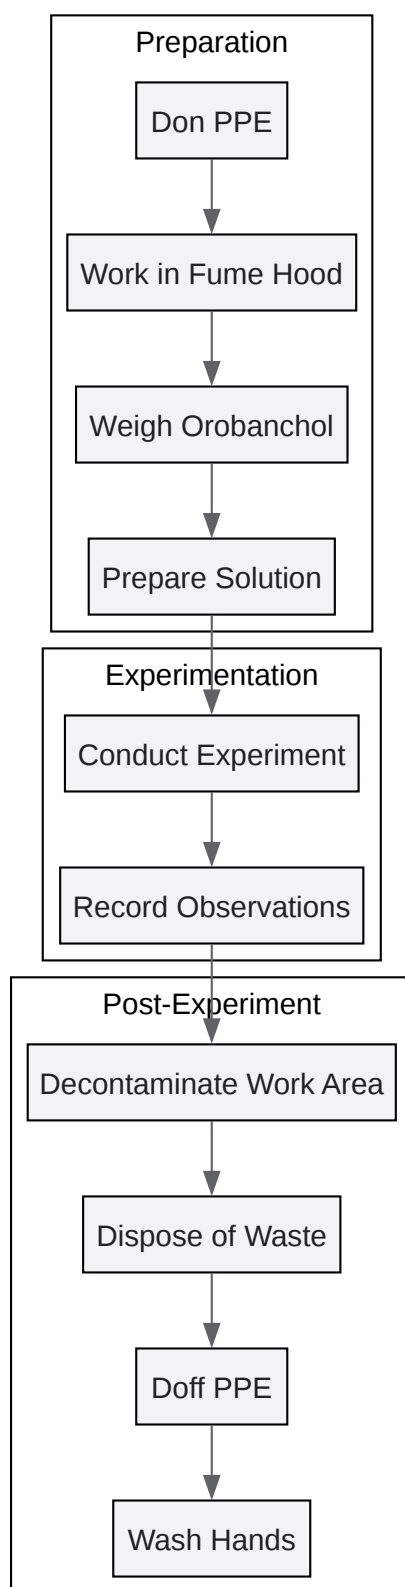 Preparation
Don PPE
Work in Fume Hood
Weigh Orobanchol
Prepare Solution
Experimentation
Conduct Experiment
Record Observations
Post-Experiment
Decontaminate Work Area
Dispose of Waste
Doff PPE
Wash Hands